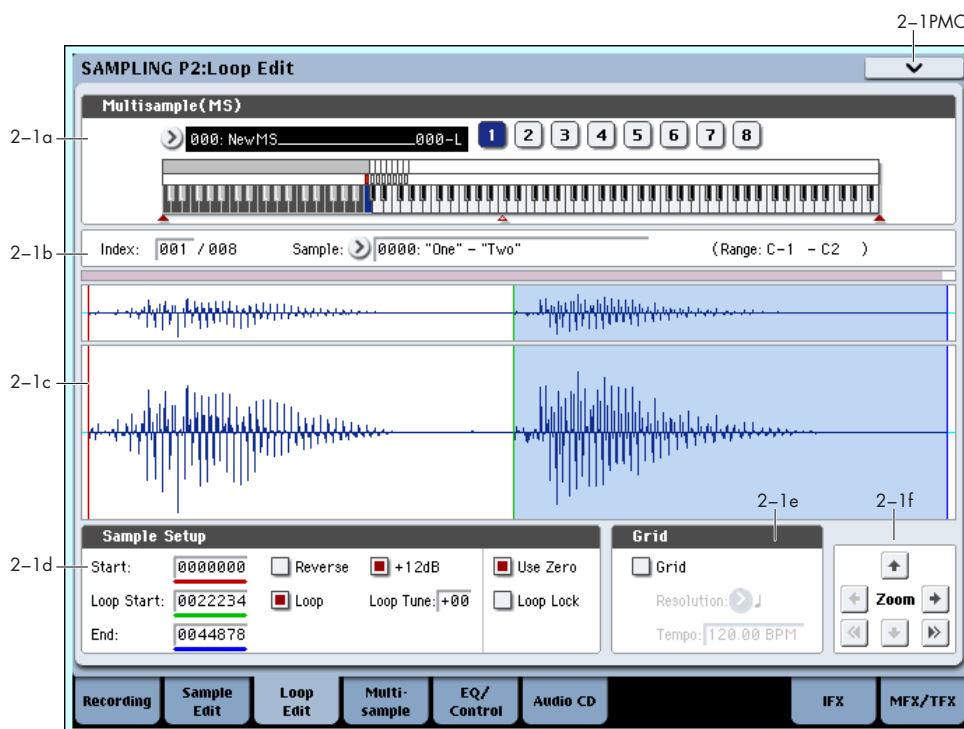 2-1PMC
SAMPLING P2:Loop Edit
Multisample(MS)
2-1a
000: NewMS_______________000-L 1 2 3 4 5 6 7 8
2-1b
Index: 001 /008 Sample: 0000: "One" - "Two" (Range: C-1 - C2 )
2-1c
2-1e
2-1f
Sample Setup
Grid
2-1d
Start: 0000000 Reverse +12dB Use Zero
Grid
Loop Start: 0022234 Loop Loop Tune: +00 Loop Lock
Resolution: ♩
Zoom
End: 0044878
Tempo: 120.00 BPM
Recording
Sample
Edit
Loop
Edit
Multi-
sample
EQ/
Control
Audio CD
IFX
MFX/TFX